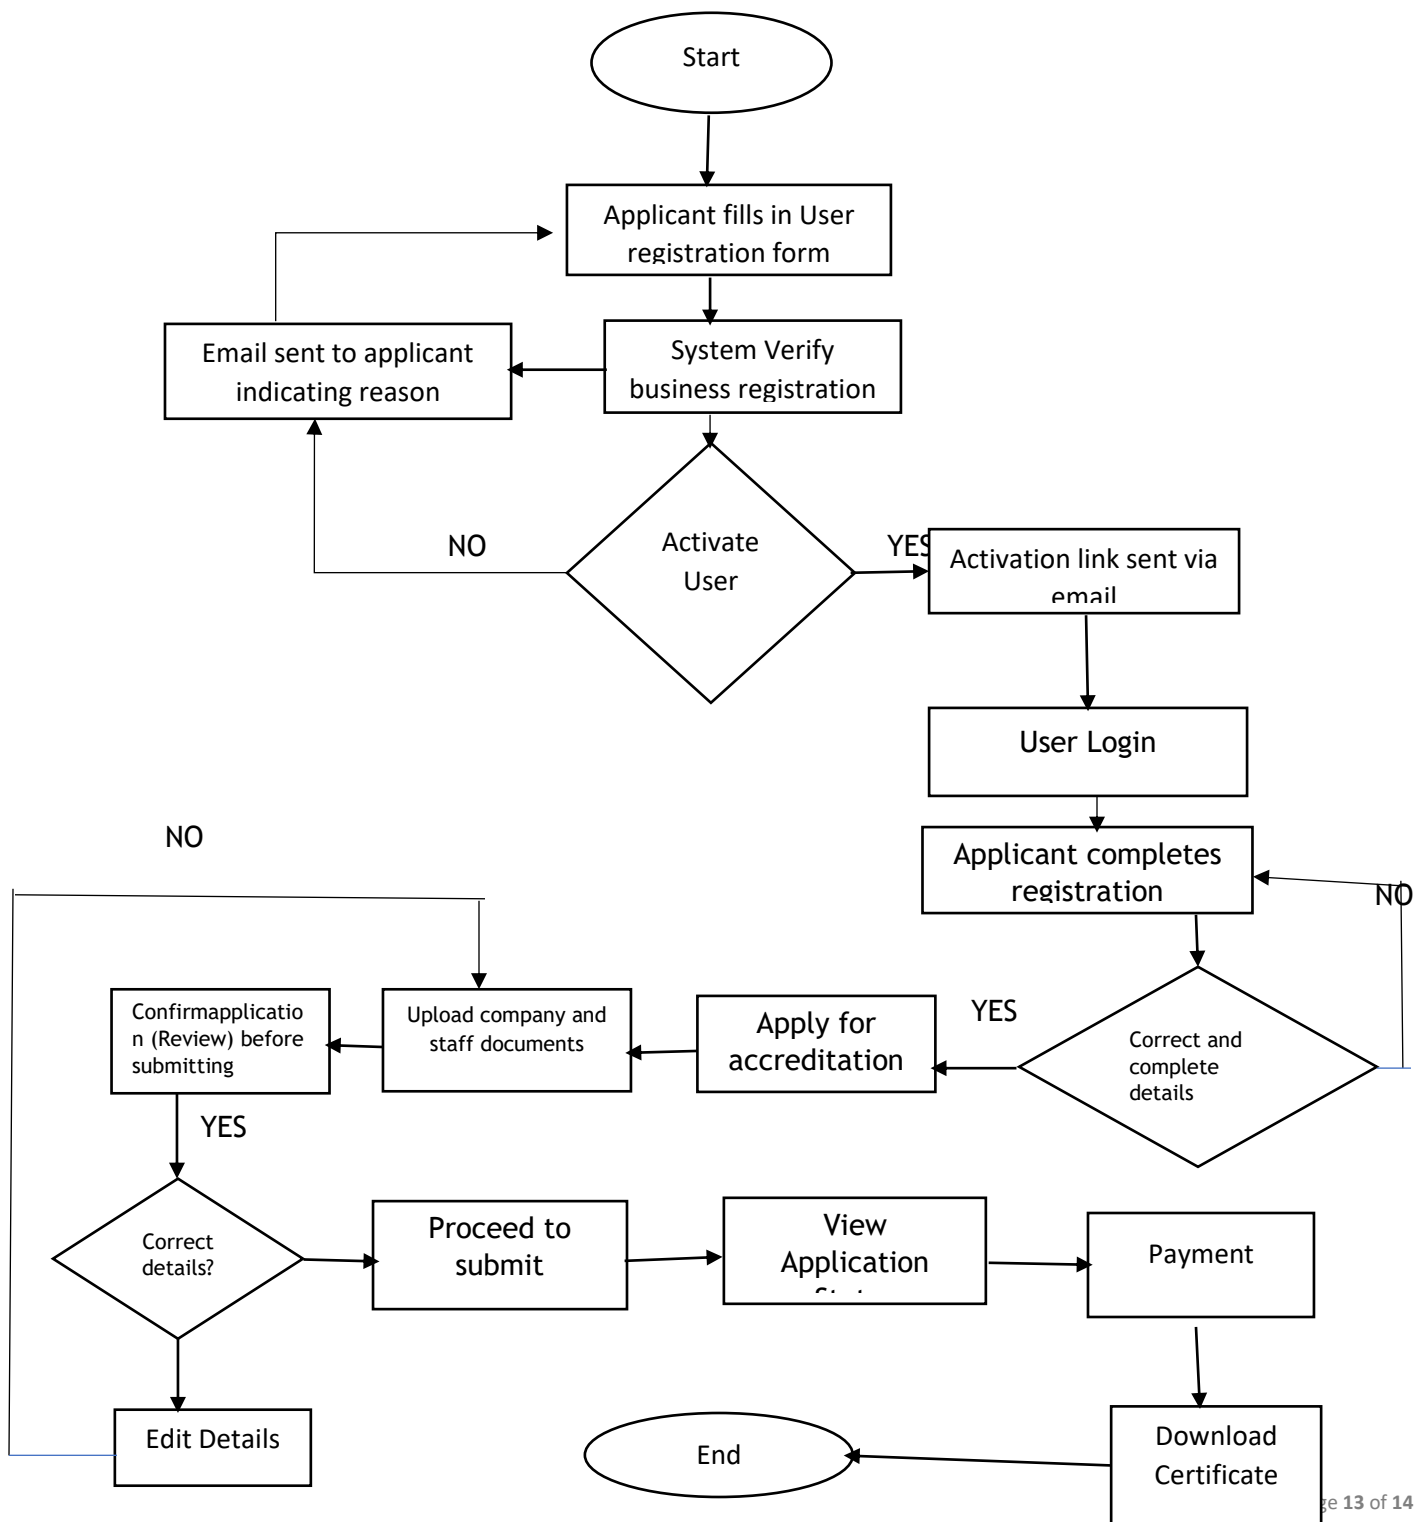 Start
Applicant fills in User
registration form
Email sent to applicant
indicating reason
System Verify
business registration
NO
Activate
User
YES
Activation link sent via
email
User Login
NO
Applicant completes
registration
NO
Confirmapplicatio
n (Review) before
submitting
Upload company and
staff documents
Apply for
accreditation
YES
Correct and
complete
details
YES
Correct
details?
Proceed to
submit
View
Application
Payment
Edit Details
End
Download
Certificate
13 of 14